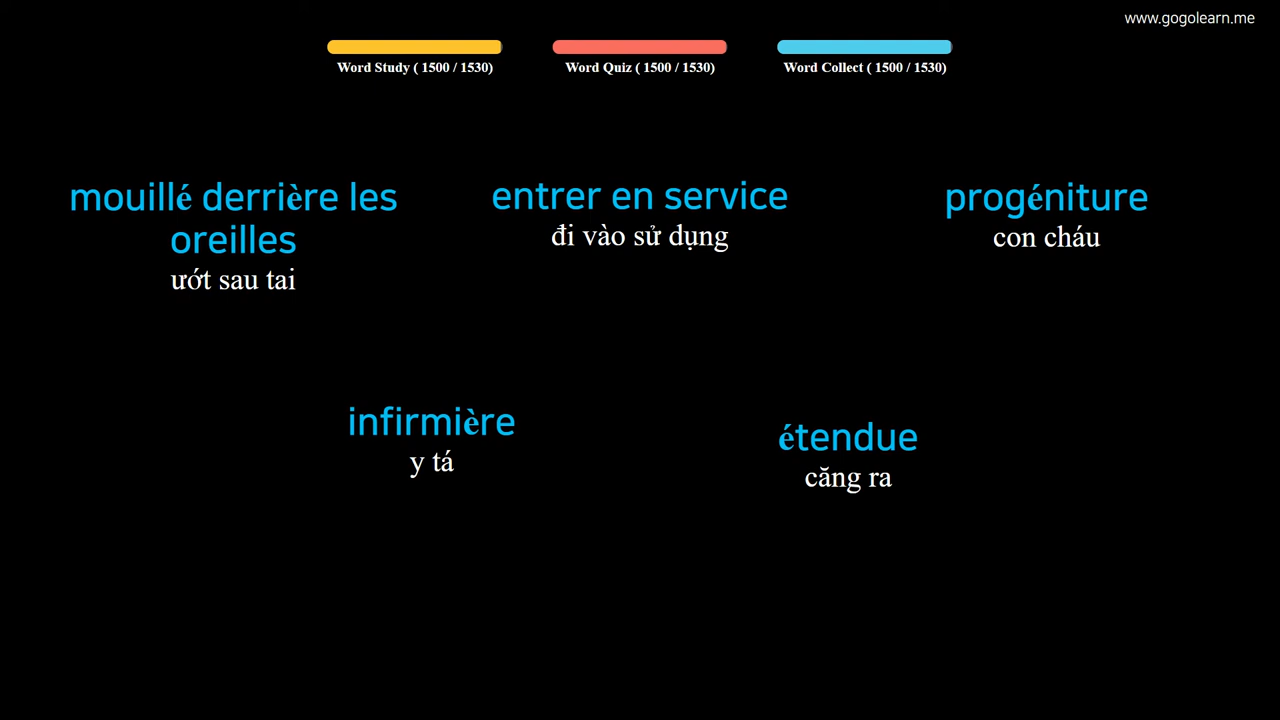 www.gogolearn.me
Word Study ( 1500 / 1530)
Word Quiz ( 1500 / 1530)
Word Collect ( 1500 / 1530)
mouillé derrière les
oreilles
ướt sau tai
entrer en service
đi vào sử dụng
progéniture
con cháu
infirmière
y tá
étendue
căng ra